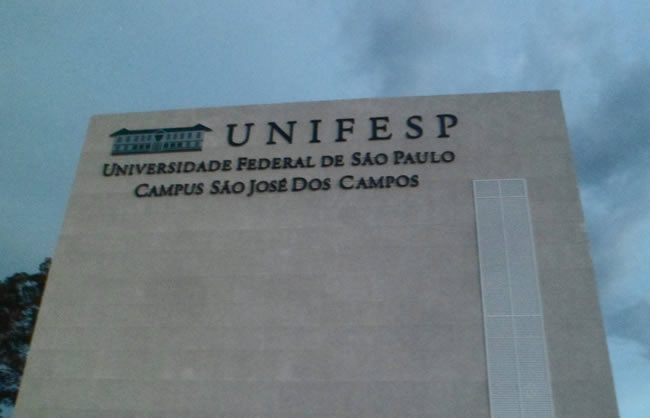 UNIFESP
UNIVERSIDADE FEDERAL DE SÃO PAULO
CAMPUS SÃO JOSÉ DOS CAMPOS